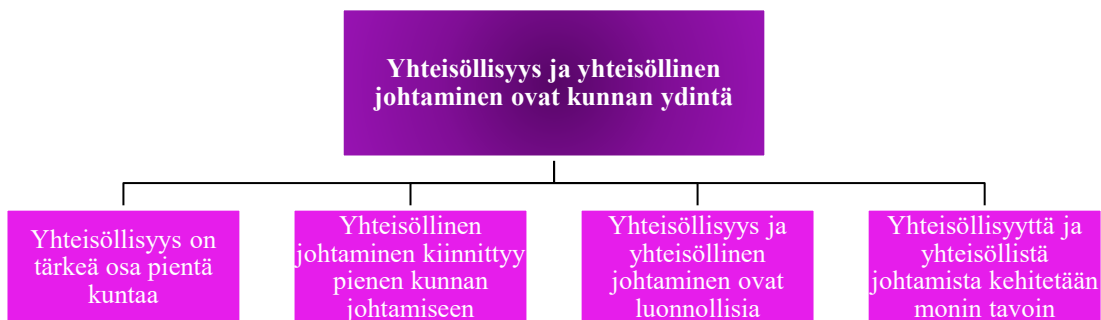 Yhteisöllisyys ja yhteisöllinen
johtaminen ovat kunnan ydintä
Yhteisöllisyys on
tärkeä osa pientä
kuntaa
Yhteisöllinen
johtaminen kiinnittyy
pienen kunnan
johtamiseen
Yhteisöllisyys ja
yhteisöllinen
johtaminen ovat
luonnollisia
Yhteisöllisyyttä ja
yhteisöllistä
johtamista kehitetään
monin tavoin